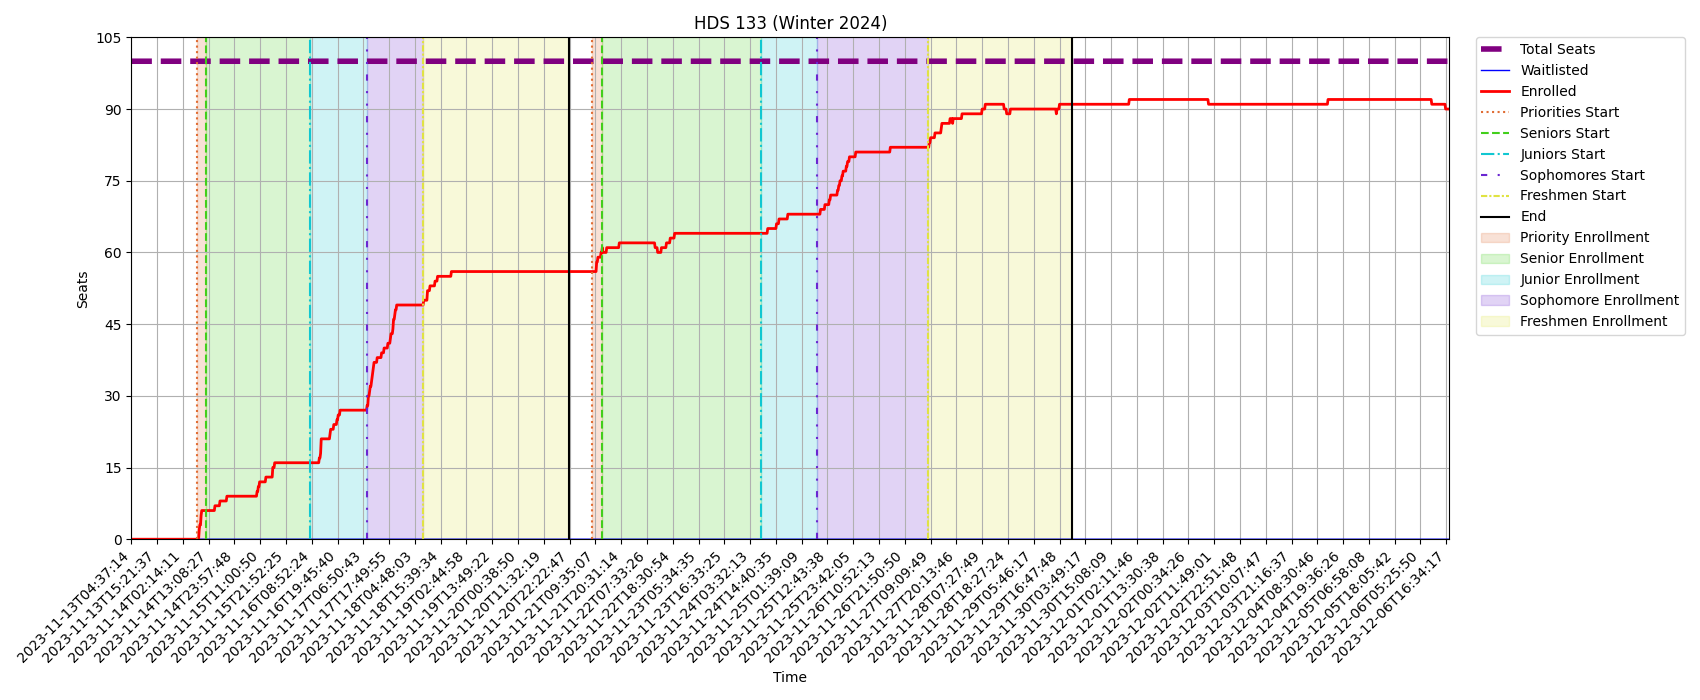 HDS 133 (Winter 2024)
105
90
75
60
45
30
15
0
Seats
2023-11-13T04:37:14
2023-11-13T15:21:37
2023-11-14T02:14:11
2023-11-14T13:08:27
2023-11-14T23:57:48
2023-11-15T11:00:50
2023-11-15T21:52:25
2023-11-16T08:52:24
2023-11-16T19:45:40
2023-11-17T06:50:43
2023-11-17T17:49:55
2023-11-18T04:48:03
2023-11-18T15:39:34
2023-11-19T02:44:58
2023-11-19T13:49:22
2023-11-20T00:38:50
2023-11-20T11:32:19
2023-11-20T22:22:47
2023-11-21T09:35:07
2023-11-21T20:31:14
2023-11-22T07:33:26
2023-11-22T18:30:54
2023-11-23T05:34:35
2023-11-23T16:33:25
2023-11-24T03:32:13
2023-11-24T14:40:35
2023-11-25T01:39:09
2023-11-25T12:43:38
2023-11-25T23:42:05
2023-11-26T10:52:13
2023-11-26T21:50:50
2023-11-27T09:09:49
2023-11-27T20:13:46
2023-11-28T07:27:49
2023-11-28T18:27:24
2023-11-29T05:46:17
2023-11-29T16:47:48
2023-11-30T03:49:17
2023-11-30T15:08:09
2023-12-01T02:11:46
2023-12-01T13:30:38
2023-12-02T00:34:26
2023-12-02T11:49:01
2023-12-02T22:51:48
2023-12-03T10:07:47
2023-12-03T21:16:37
2023-12-04T08:30:46
2023-12-04T19:36:26
2023-12-05T06:58:08
2023-12-05T18:05:42
2023-12-06T05:25:50
2023-12-06T16:34:17
Time
Total Seats
Waitlisted
Enrolled
Priorities Start
Seniors Start
Juniors Start
Sophomores Start
Freshmen Start
End
Priority Enrollment
Senior Enrollment
Junior Enrollment
Sophomore Enrollment
Freshmen Enrollment